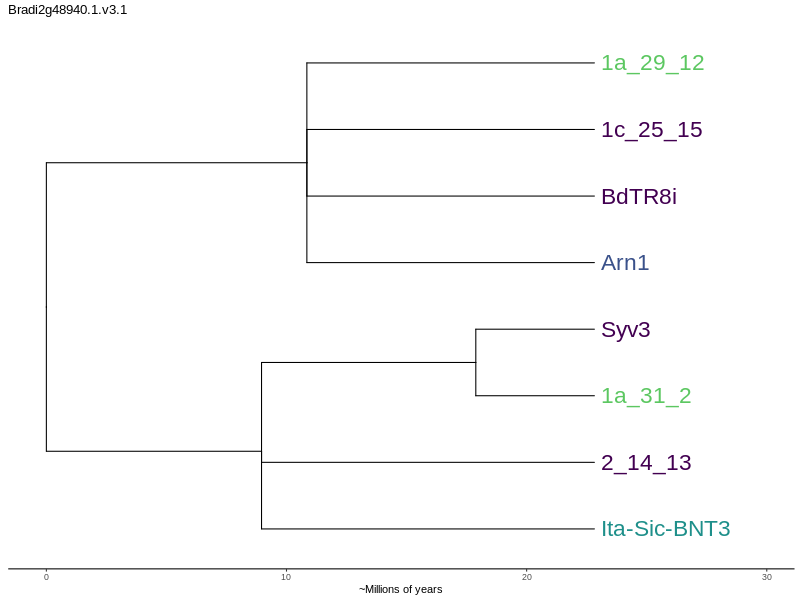 Bradi2g48940.1.v3.1
1a_29_12
1c_25_15
BdTR8i
Arn1
Syv3
1a_31_2
2_14_13
Ita-Sic-BNT3
0 10 20 30
~Millions of years